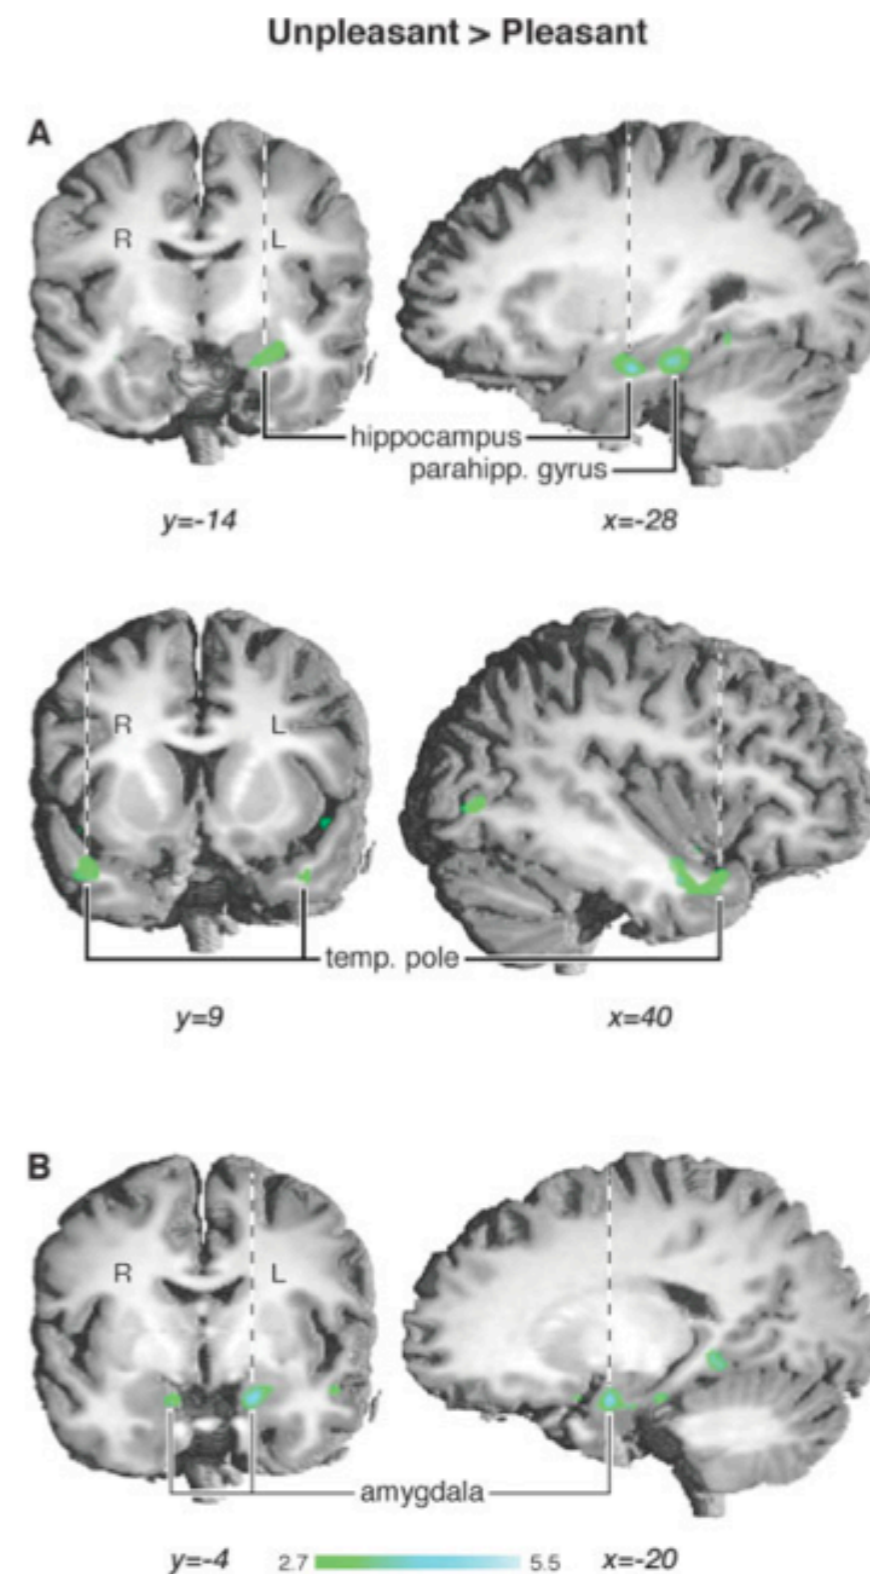 Unpleasant > Pleasant
A
R L
hippocampus
parahipp. gyrus
y=-14 x=-28
R L
temp. pole
y=9 x=40
B
R L
amygdala
y=-4 2.7 5.5 x=-20